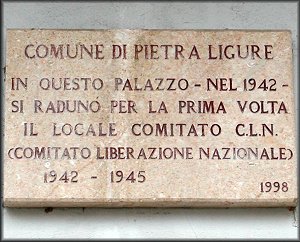 COMUNE DI PIETRA LIGURE
IN QUESTO PALAZZO - NEL 1942 -
SI RADUNO PER LA PRIMA VOLTA
IL LOCALE COMITATO C.L.N.
(COMITATO LIBERAZIONE NAZIONALE)
1942 - 1945
1998